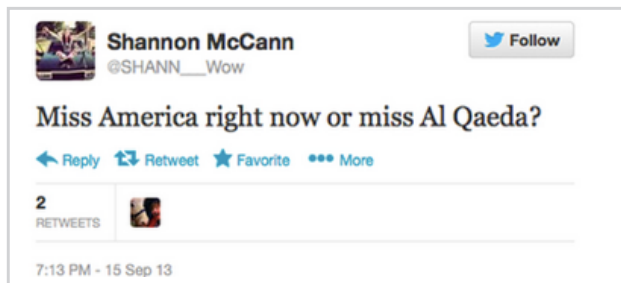 Shannon McCann
Follow
@SHANN___Wow
Miss America right now or miss Al Qaeda?
Reply Retweet Favorite More
2
RETWEETS
7:13 PM - 15 Sep 13